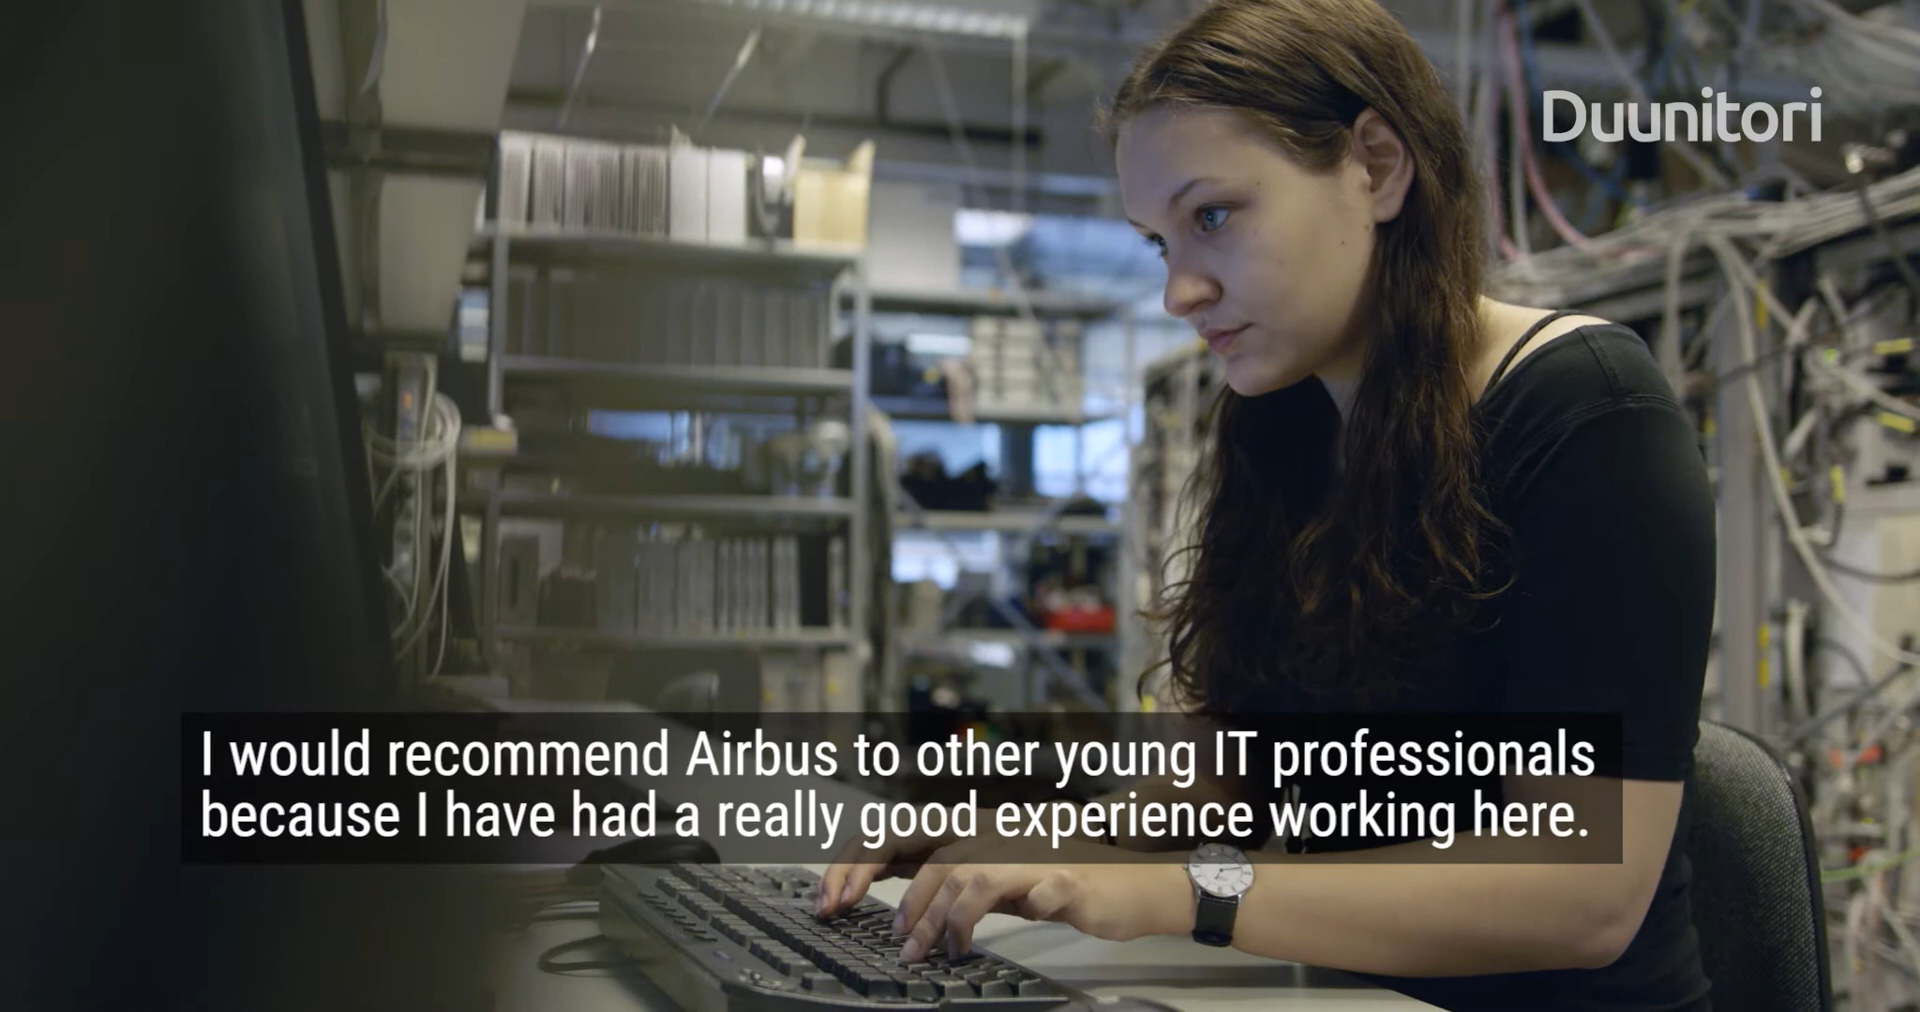 Duunitori
I would recommend Airbus to other young IT professionals
because I have had a really good experience working here.